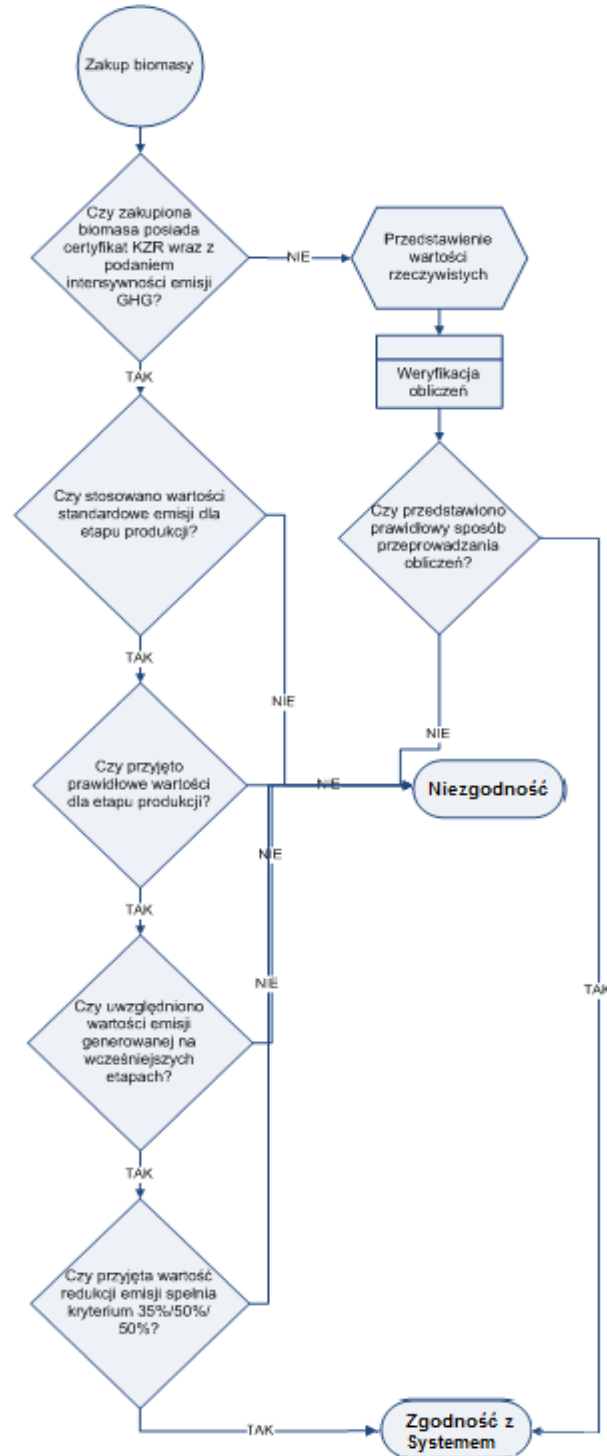 Zakup biomasy
Czy zakupiona
biomasa posiada
certyfikat KZR wraz z
podaniem
intensywności emisji
GHG?
NIE
Przedstawienie
wartości
rzeczywistych
Weryfikacja
obliczeń
TAK
Czy stosowano wartości
standardowe emisji dla
etapu produkcji?
Czy przedstawiono
prawidłowy sposób
przeprowadzania
obliczeń?
TAK
NIE
NIE
Czy przyjęto
prawidłowe wartości
dla etapu produkcji?
NIE
Niezgodność
NIE
TAK
Czy uwzględniono
wartości emisji
generowanej na
wcześniejszych
etapach?
NIE
TAK
TAK
Czy przyjęta wartość
redukcji emisji spełnia
kryterium 35%/50%/
50%?
TAK
Zgodność z
Systemem